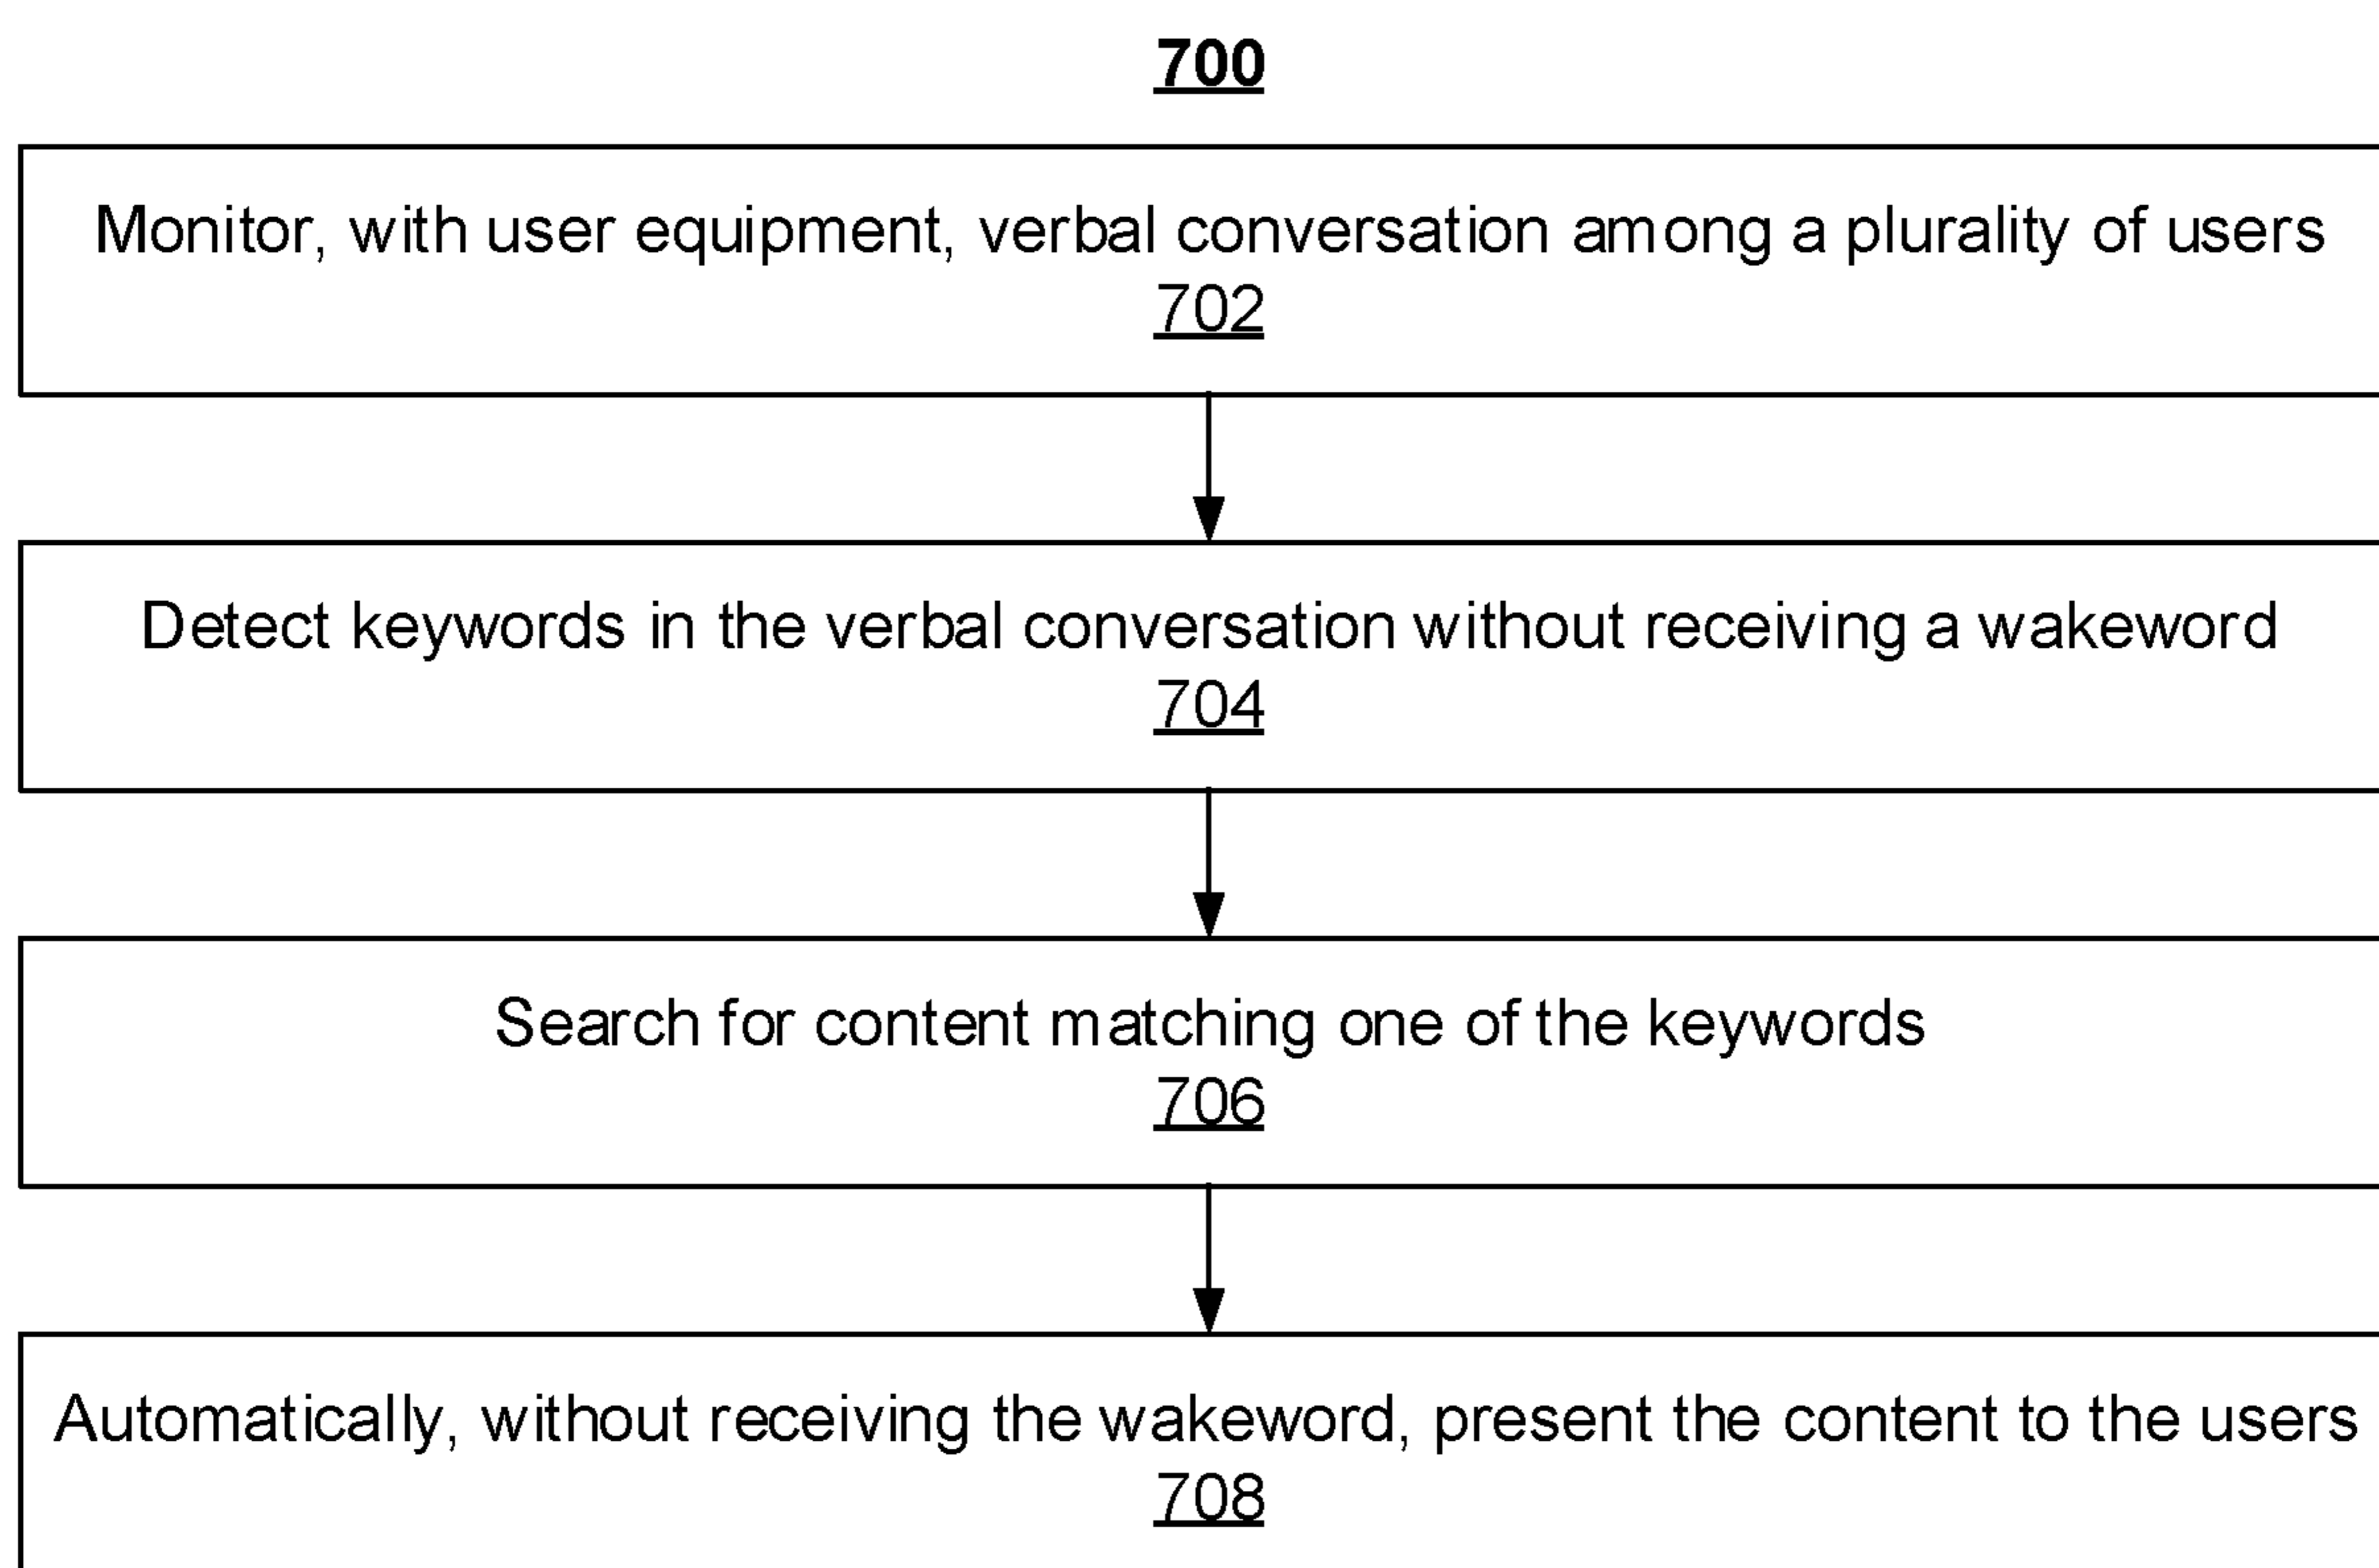 700
Monitor, with user equipment, verbal conversation among a plurality of users
702
Detect keywords in the verbal conversation without receiving a wakeword
704
Search for content matching one of the keywords
706
Automatically, without receiving the wakeword, present the content to the users
708